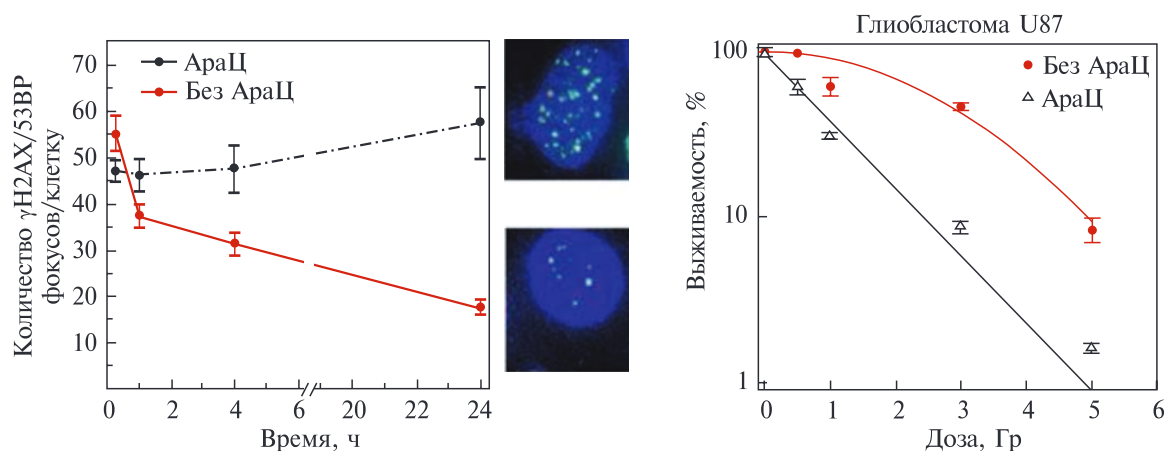 Количество γH2AX/53BP
фокусов/клетку
70
60
50
40
30
20
10
АраЦ
Без АраЦ
0 2 4 6 20 22 24
Время, ч
Глиобластома U87
Выживаемость, %
100
10
1
Без АраЦ
АраЦ
0 1 2 3 4 5 6
Доза, Гр